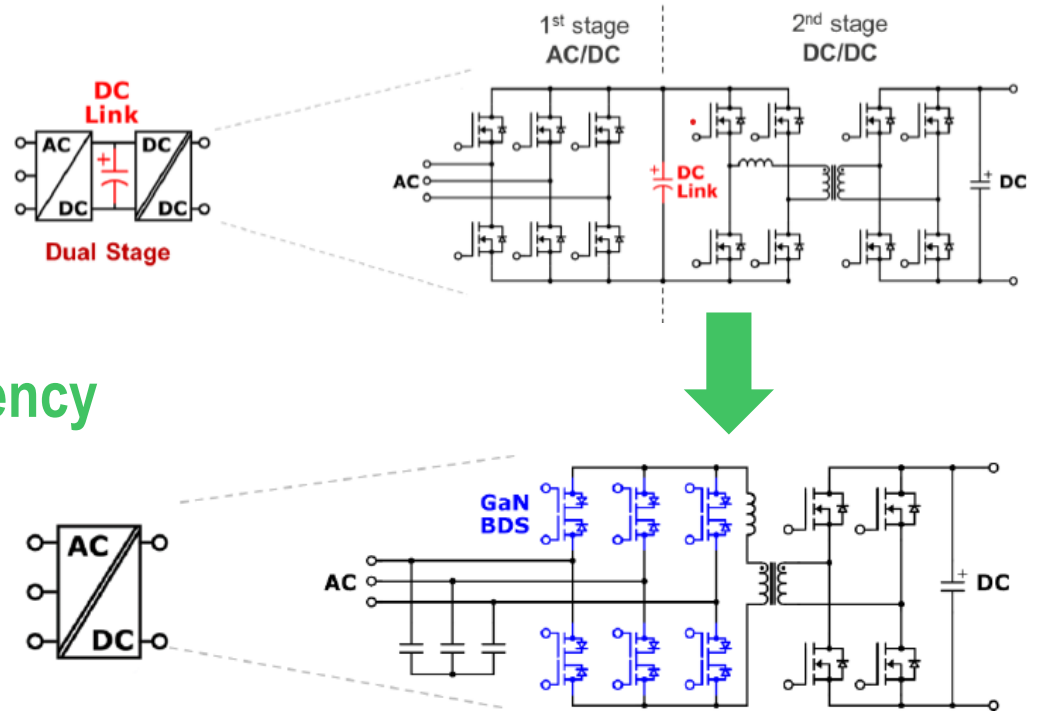 1st stage
AC/DC
2nd stage
DC/DC
DC
Link
AC
DC
DC
DC
+
Dual Stage
AC
+
DC
Link
+
DC
ency
AC
DC
GaN
BDS
AC
+
DC